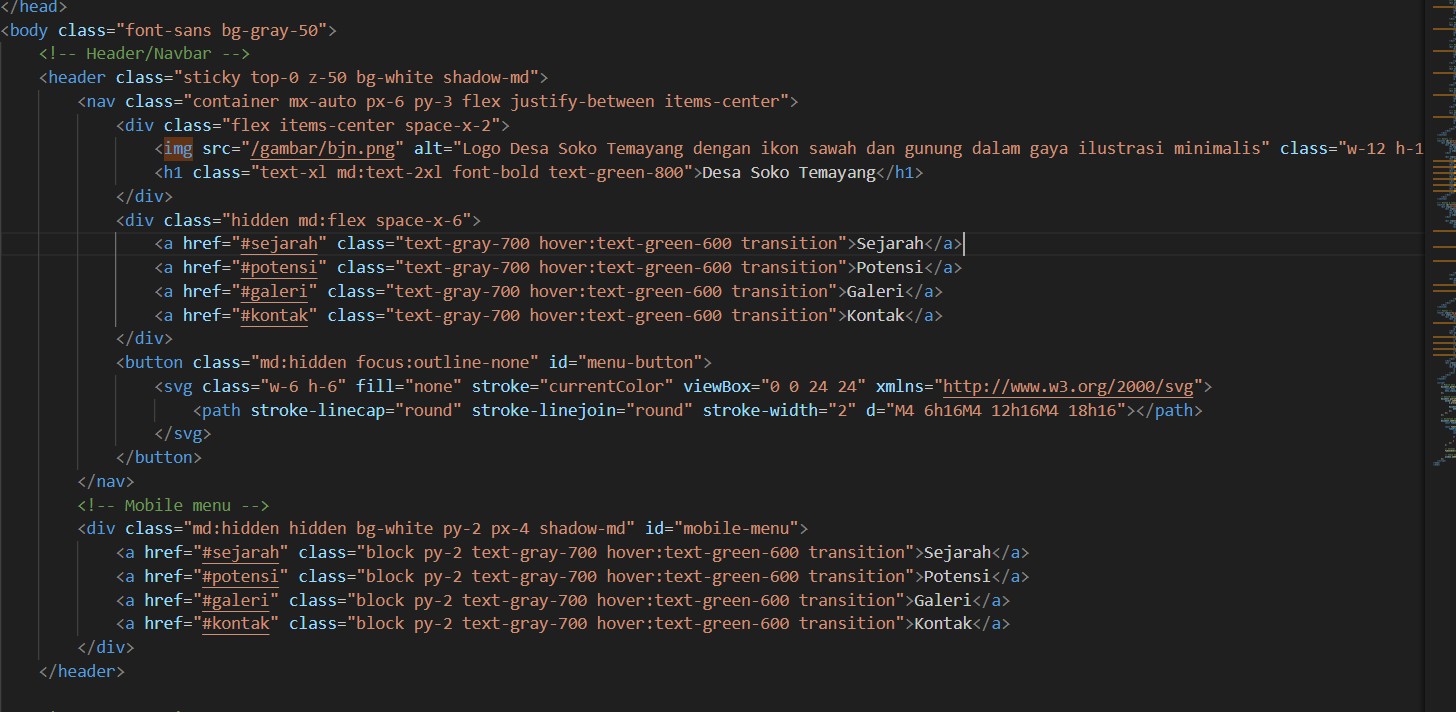 </head>
<body class="font-sans bg-gray-50">
<!-- Header/Navbar -->
<header class="sticky top-0 z-50 bg-white shadow-md">
<nav class="container mx-auto px-6 py-3 flex justify-between items-center">
<div class="flex items-center space-x-2">
<img src="/gambar/bjn.png" alt="Logo Desa Soko Temayang dengan ikon sawah dan gunung dalam gaya ilustrasi minimalis" class="w-12 h-1
<h1 class="text-xl md:text-2xl font-bold text-green-800">Desa Soko Temayang</h1>
</div>
<div class="hidden md:flex space-x-6">
<a href="#sejarah" class="text-gray-700 hover:text-green-600 transition">Sejarah</a>
<a href="#potensi" class="text-gray-700 hover:text-green-600 transition">Potensi</a>
<a href="#galeri" class="text-gray-700 hover:text-green-600 transition">Galeri</a>
<a href="#kontak" class="text-gray-700 hover:text-green-600 transition">Kontak</a>
</div>
<button class="md:hidden focus:outline-none" id="menu-button">
<svg class="w-6 h-6" fill="none" stroke="currentColor" viewBox="0 0 24 24" xmlns="http://www.w3.org/2000/svg">
<path stroke-linecap="round" stroke-linejoin="round" stroke-width="2" d="M4 6h16M4 12h16M4 18h16"></path>
</svg>
</button>
</nav>
<!-- Mobile menu -->
<div class="md:hidden hidden bg-white py-2 px-4 shadow-md" id="mobile-menu">
<a href="#sejarah" class="block py-2 text-gray-700 hover:text-green-600 transition">Sejarah</a>
<a href="#potensi" class="block py-2 text-gray-700 hover:text-green-600 transition">Potensi</a>
<a href="#galeri" class="block py-2 text-gray-700 hover:text-green-600 transition">Galeri</a>
<a href="#kontak" class="block py-2 text-gray-700 hover:text-green-600 transition">Kontak</a>
</div>
</header>